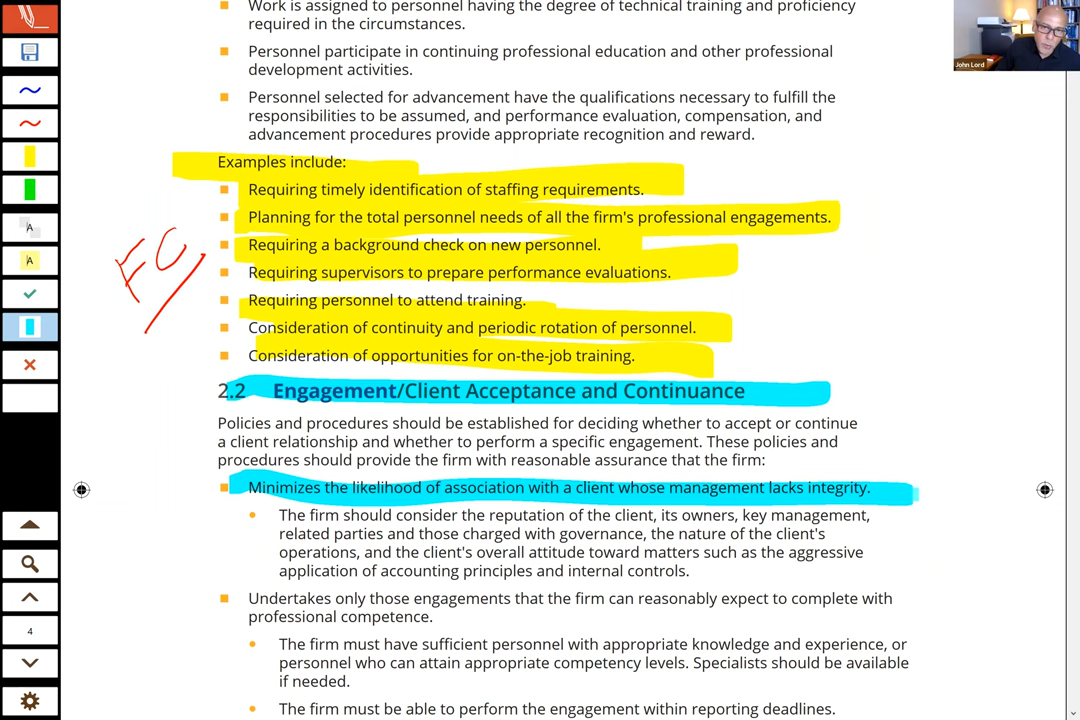 Work is assigned to personnel having the degree of technical training and proficiency
required in the circumstances.
Personnel participate in continuing professional education and other professional
development activities.
Personnel selected for advancement have the qualifications necessary to fulfill the
responsibilities to be assumed, and performance evaluation, compensation, and
advancement procedures provide appropriate recognition and reward.
Examples include:
Requiring timely identification of staffing requirements.
Planning for the total personnel needs of all the firm's professional engagements.
Requiring a background check on new personnel.
Requiring supervisors to prepare performance evaluations.
Requiring personnel to attend training.
Consideration of continuity and periodic rotation of personnel.
Consideration of opportunities for on-the-job training.
2.2 Engagement/Client Acceptance and Continuance
Policies and procedures should be established for deciding whether to accept or continue
a client relationship and whether to perform a specific engagement. These policies and
procedures should provide the firm with reasonable assurance that the firm:
Minimizes the likelihood of association with a client whose management lacks integrity.
The firm should consider the reputation of the client, its owners, key management,
related parties and those charged with governance, the nature of the client's
operations, and the client's overall attitude toward matters such as the aggressive
application of accounting principles and internal controls.
Undertakes only those engagements that the firm can reasonably expect to complete with
professional competence.
The firm must have sufficient personnel with appropriate knowledge and experience, or
personnel who can attain appropriate competency levels. Specialists should be available
if needed.
The firm must be able to perform the engagement within reporting deadlines.
FC
John Lord
A
A
4